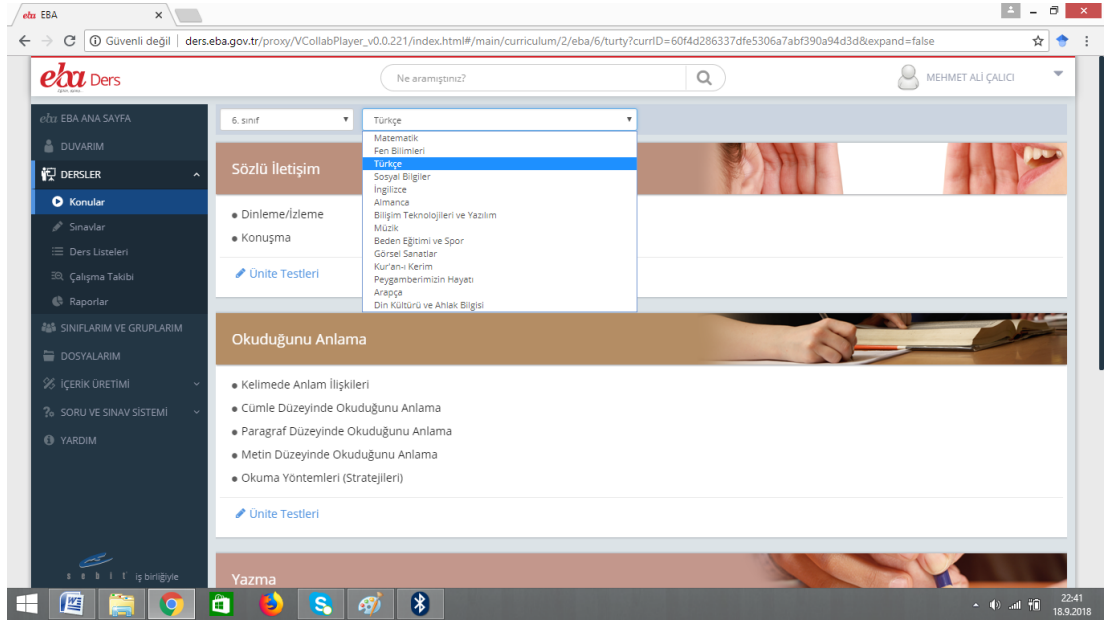 eba EBA
Güvenli değil | ders.eba.gov.tr/proxy/VCollabPlayer_v0.0.221/index.html#/main/curriculum/2/eba/6/turty?currID=60f4d286337dfe5306a7abf390a94d3d&expand=false
eba Ders
Ne aramıştınız?
MEHMET ALİ ÇALICI
eba EBA ANA SAYFA
DUVARIM
DERSLER
Konular
Sınavlar
Ders Listeleri
Çalışma Takibi
Raporlar
SINIFLARIM VE GRUPLARIM
DOSYALARIM
İÇERİK ÜRETİMİ
SORU VE SINAV SİSTEMİ
YARDIM
sebit iş birliğiyle
6. sınıf
Türkçe
Matematik
Fen Bilimleri
Türkçe
Sosyal Bilgiler
İngilizce
Almanca
Bilişim Teknolojileri ve Yazılım
Müzik
Beden Eğitimi ve Spor
Görsel Sanatlar
Kur'an-ı Kerim
Peygamberimizin Hayatı
Arapça
Din Kültürü ve Ahlak Bilgisi
Sözlü İletişim
Dinleme/İzleme
Konuşma
Ünite Testleri
Okuduğunu Anlama
Kelimede Anlam İlişkileri
Cümle Düzeyinde Okuduğunu Anlama
Paragraf Düzeyinde Okuduğunu Anlama
Metin Düzeyinde Okuduğunu Anlama
Okuma Yöntemleri (Stratejileri)
Ünite Testleri
Yazma
22:41
18.9.2018